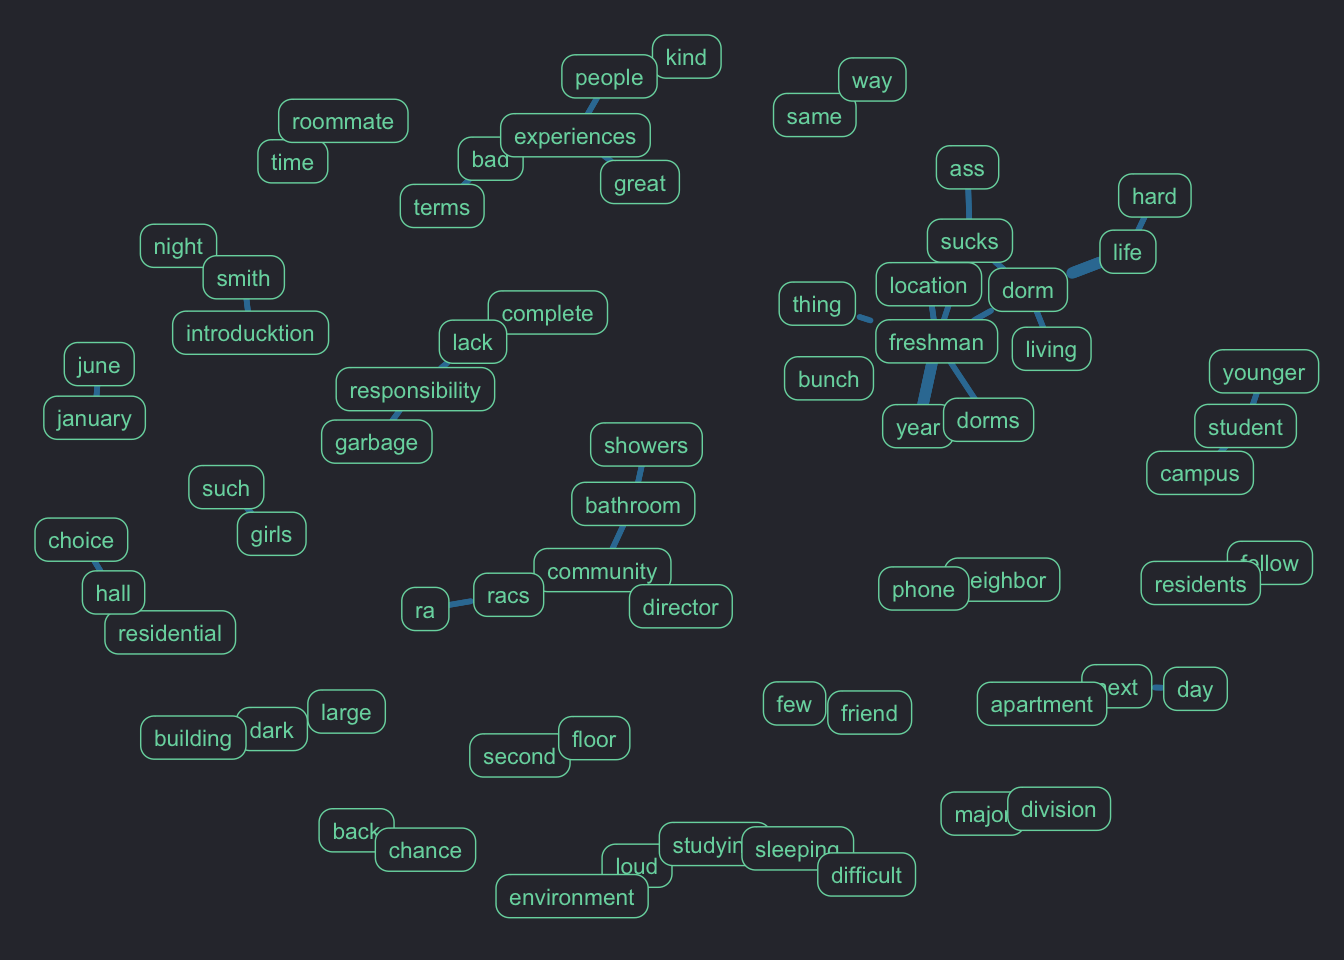 kind
people
way
same
roommate
experiences
bad
time
ass
great
hard
terms
sucks
night
life
smith
location
dorm
thing
complete
introducktion
lack
freshman
living
june
bunch
younger
responsibility
january
year
dorms
student
garbage
showers
campus
such
bathroom
girls
choice
follow
community
eighbor
residents
phone
hall
racs
director
ra
residential
next
day
few
apartment
large
friend
dark
building
floor
second
division
major
back
chance
studying
sleeping
loud
difficult
environment